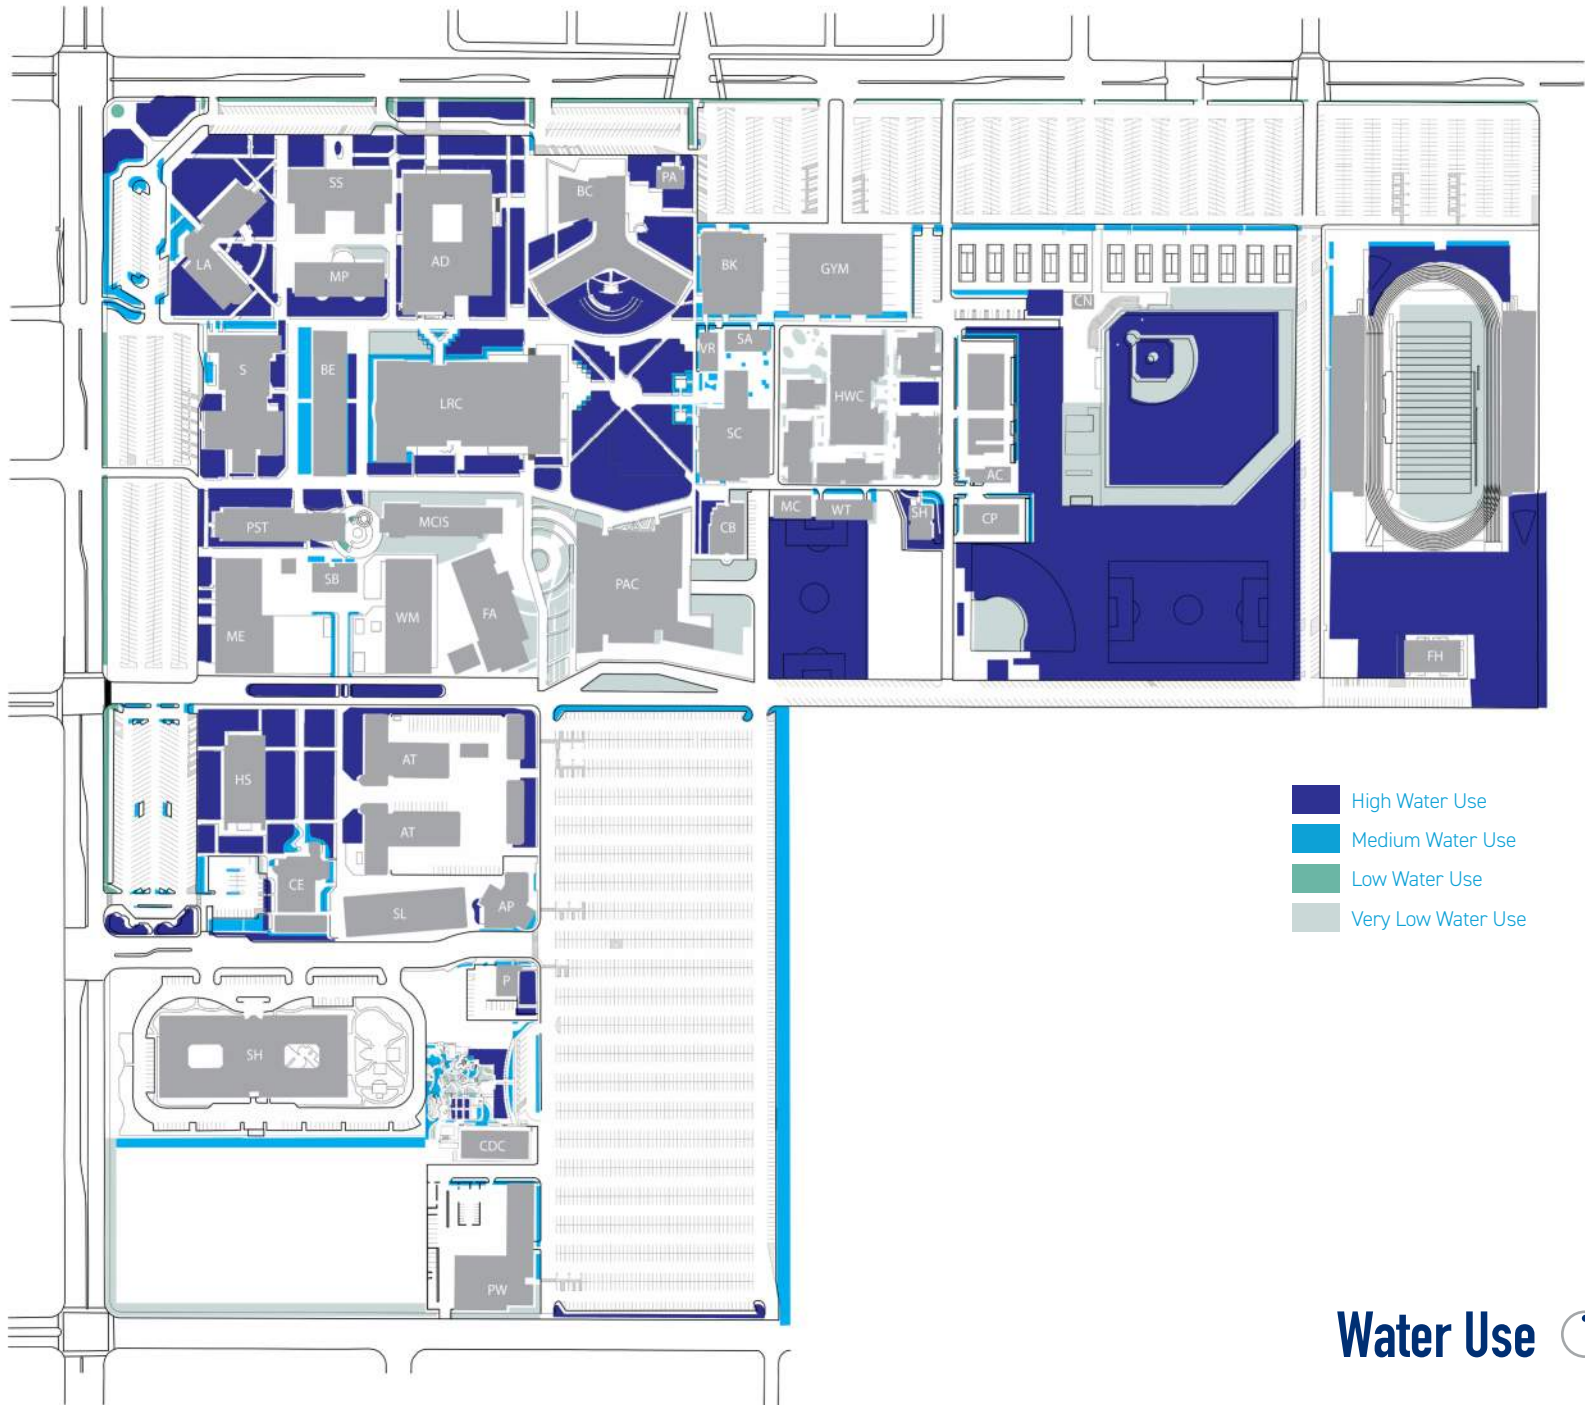 PA
SS
BC
AD
LA
MP
BK
GYM
CN
VR
SA
S
BE
LRC
HWC
SC
AC
PST
MCIS
CB
MC
WT
SH
CP
SB
PAC
ME
WM
FA
FH
HS
AT
AT
CE
SL
AP
P
SH
CDC
PW
High Water Use
Medium Water Use
Low Water Use
Very Low Water Use
Water Use